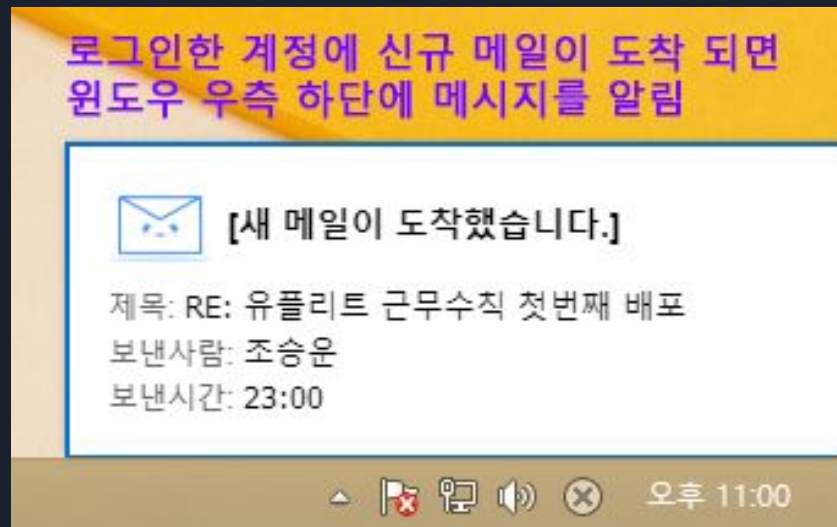 로그인한 계정에 신규 메일이 도착 되면
윈도우 우측 하단에 메시지를 알림
[새 메일이 도착했습니다.]
제목: RE: 유플리트 근무수칙 첫번째 배포
보낸사람: 조승운
보낸시간: 23:00
오후 11:00